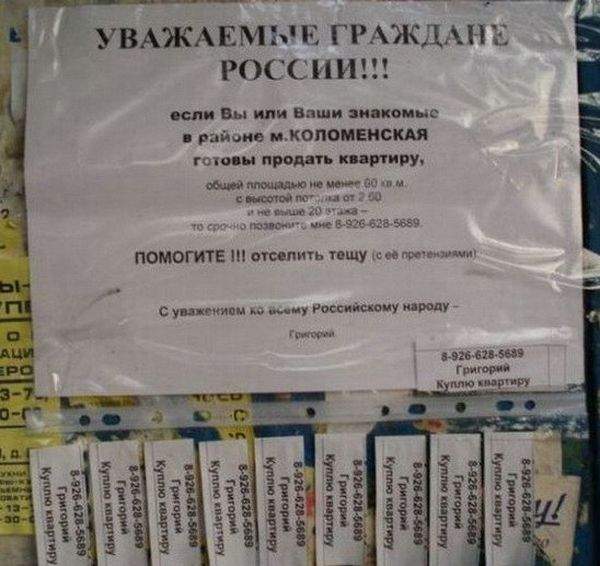 УВАЖАЕМЫЕ ГРАЖДАНЕ
РОССИИ!!!
если Вы или Ваши знакомые
в районе м.КОЛОМЕНСКАЯ
готовы продать квартиру,
общей площадью не менее 60 кв.м.
с высотой потолка от 2.60
и не выше 20 этажа –
то срочно позвоните мне 8-926-628-5689.
ПОМОГИТЕ !!! отселить тещу (с её претензиями)
С уважением ко всему Российскому народу –
Григорий.
8-926-628-5689
Григорий
Куплю квартиру
8-926-628-5689
Григорий
Куплю квартиру
8-926-628-5689
Григорий
Куплю квартиру
8-926-628-5689
Григорий
Куплю квартиру
8-926-628-5689
Григорий
Куплю квартиру
8-926-628-5689
Григорий
Куплю квартиру
8-926-628-5689
Григорий
Куплю квартиру
8-926-628-5689
Григорий
Куплю квартиру
8-926-628-5689
Григорий
Куплю квартиру
8-926-628-5689
Григорий
Куплю квартиру